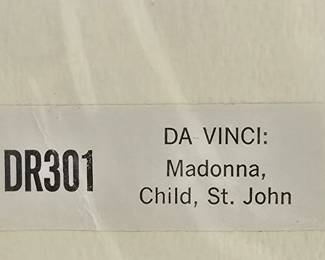 DR301
DA VINCI:
Madonna,
Child, St. John